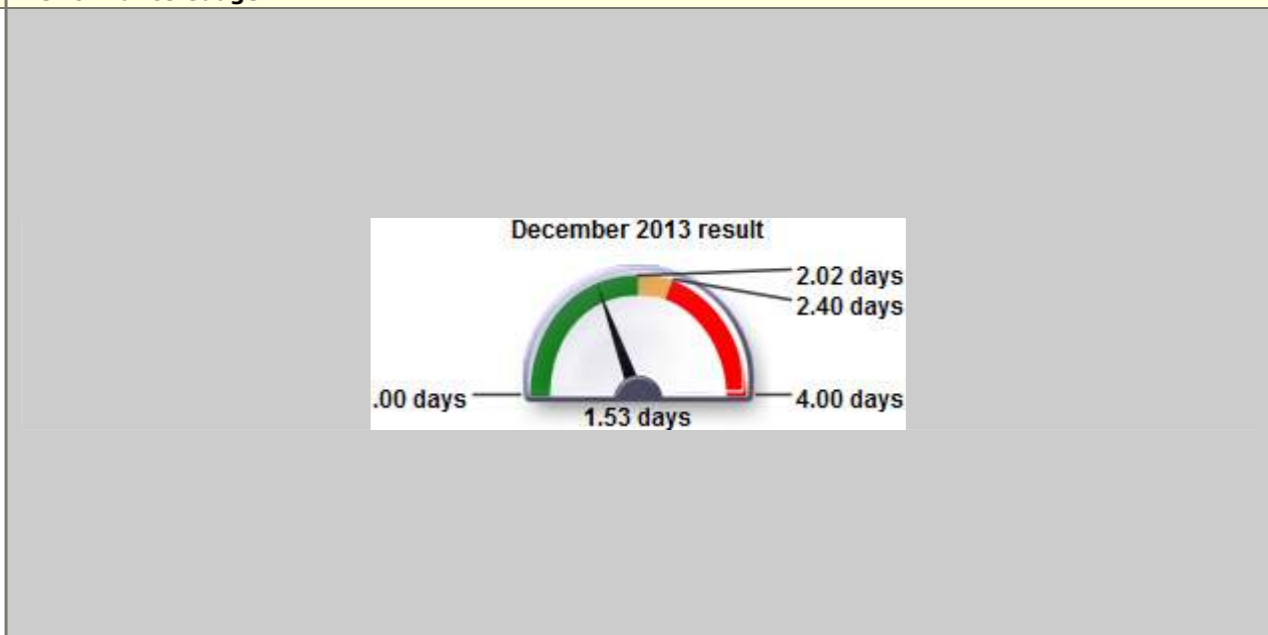 December 2013 result
2.02 days
2.40 days
.00 days
4.00 days
1.53 days